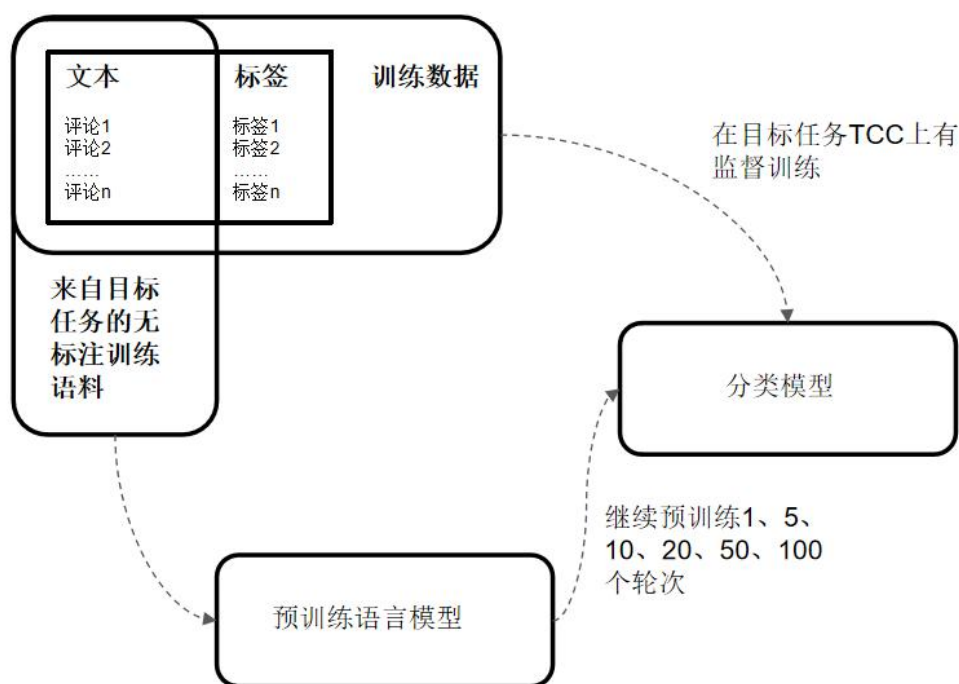 文本 标签 训练数据
评论1 标签1
评论2 标签2
…… ……
评论n 标签n
在目标任务TCC上有
监督训练
来自目标
任务的无
标注训练
语料
分类模型
继续预训练1、5、
10、20、50、100
个轮次
预训练语言模型